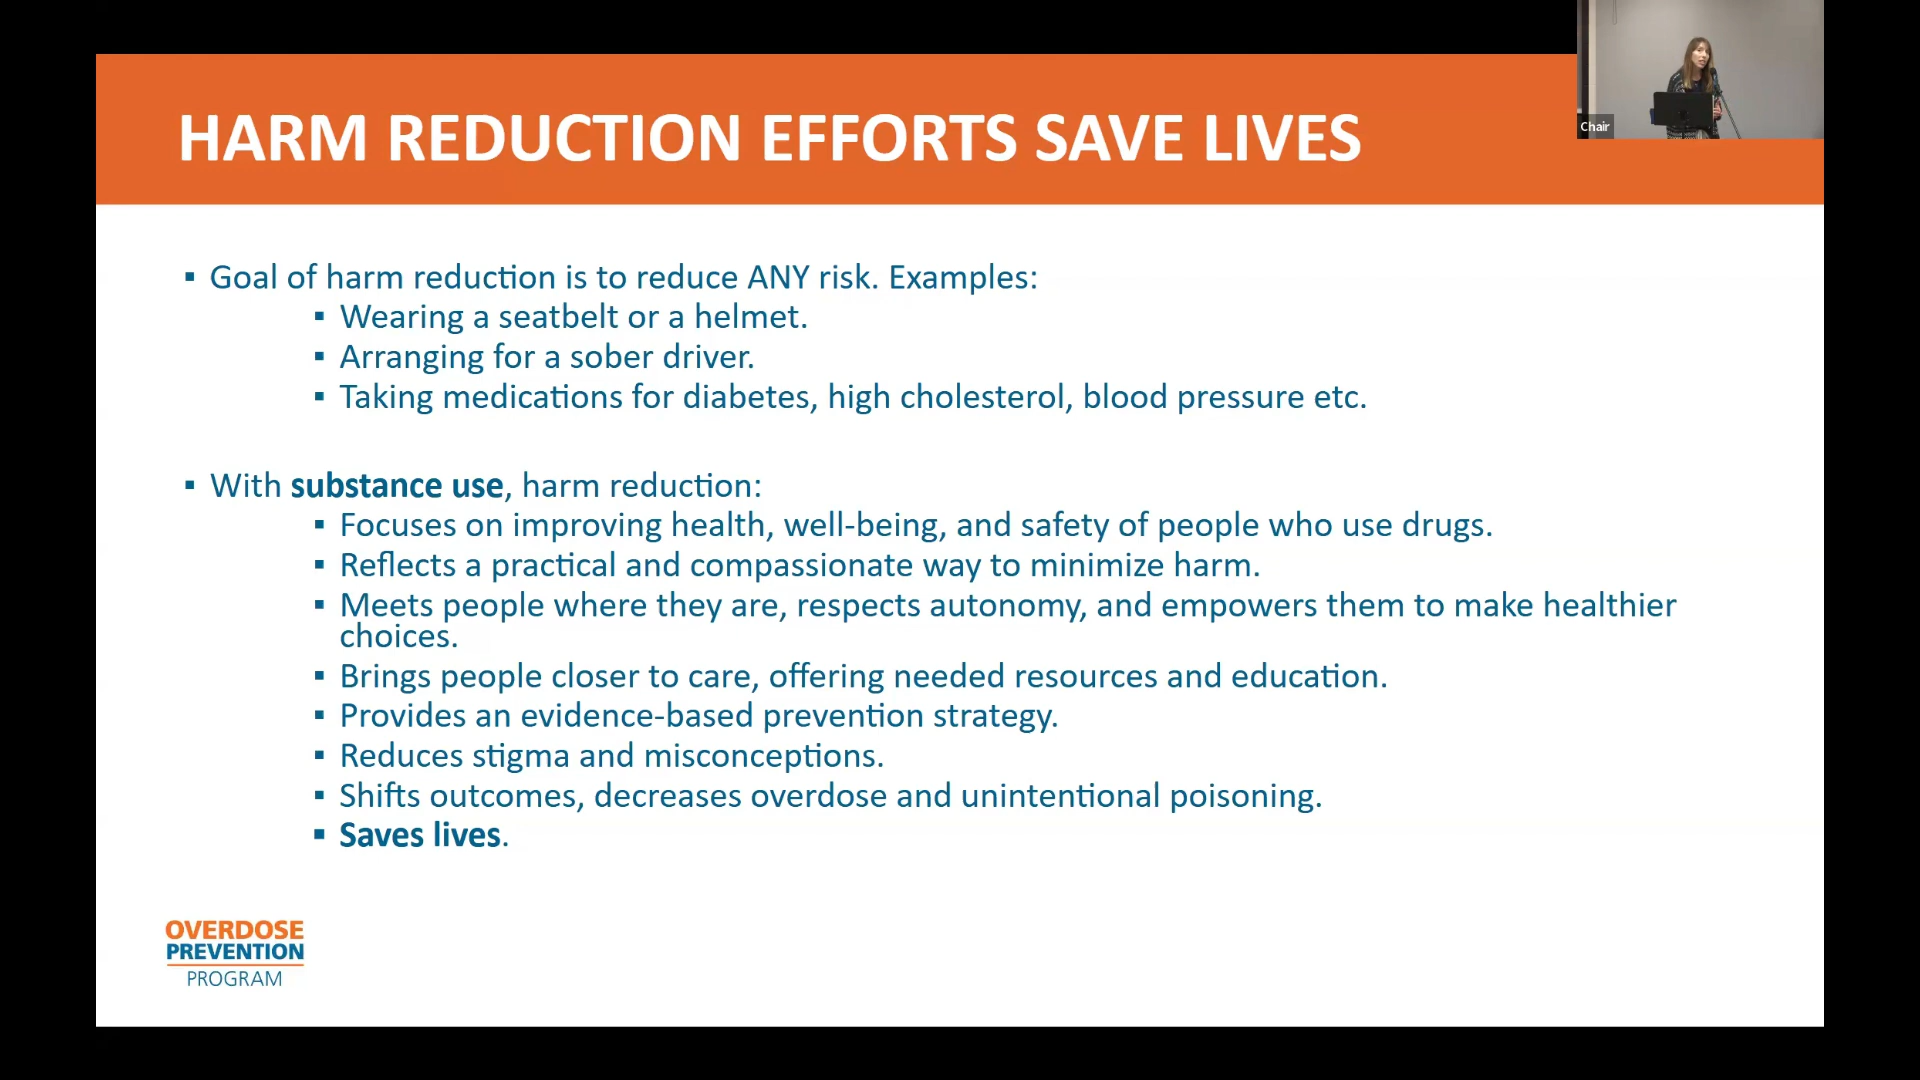 Chair
HARM REDUCTION EFFORTS SAVE LIVES
▪ Goal of harm reduction is to reduce ANY risk. Examples:
▪ Wearing a seatbelt or a helmet.
▪ Arranging for a sober driver.
▪ Taking medications for diabetes, high cholesterol, blood pressure etc.
▪ With substance use, harm reduction:
▪ Focuses on improving health, well-being, and safety of people who use drugs.
▪ Reflects a practical and compassionate way to minimize harm.
▪ Meets people where they are, respects autonomy, and empowers them to make healthier
choices.
▪ Brings people closer to care, offering needed resources and education.
▪ Provides an evidence-based prevention strategy.
▪ Reduces stigma and misconceptions.
▪ Shifts outcomes, decreases overdose and unintentional poisoning.
▪ Saves lives.
OVERDOSE
PREVENTION
PROGRAM